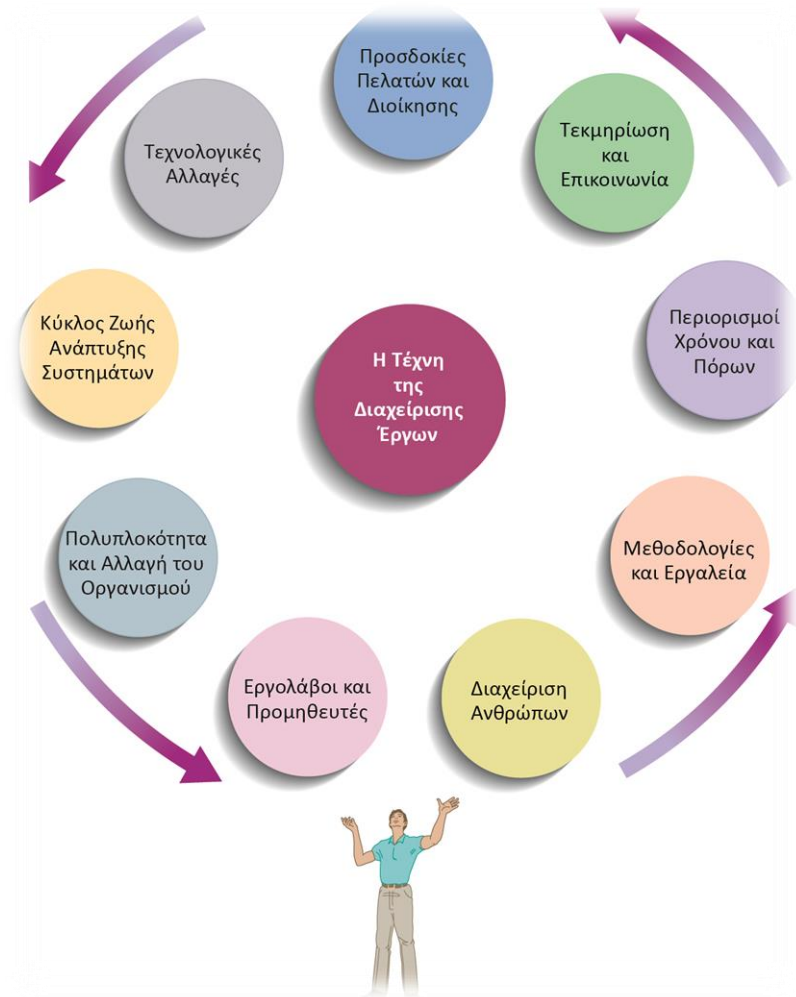 Προσδοκίες
Πελατών και
Διοίκησης
Τεκμηρίωση
και
Επικοινωνία
Περιορισμοί
Χρόνου και
Πόρων
Μεθοδολογίες
και Εργαλεία
Διαχείριση
Ανθρώπων
Εργολάβοι και
Προμηθευτές
Πολυπλοκότητα
και Αλλαγή του
Οργανισμού
Κύκλος Ζωής
Ανάπτυξης
Συστημάτων
Τεχνολογικές
Αλλαγές
Η Τέχνη
της
Διαχείρισης
Έργων